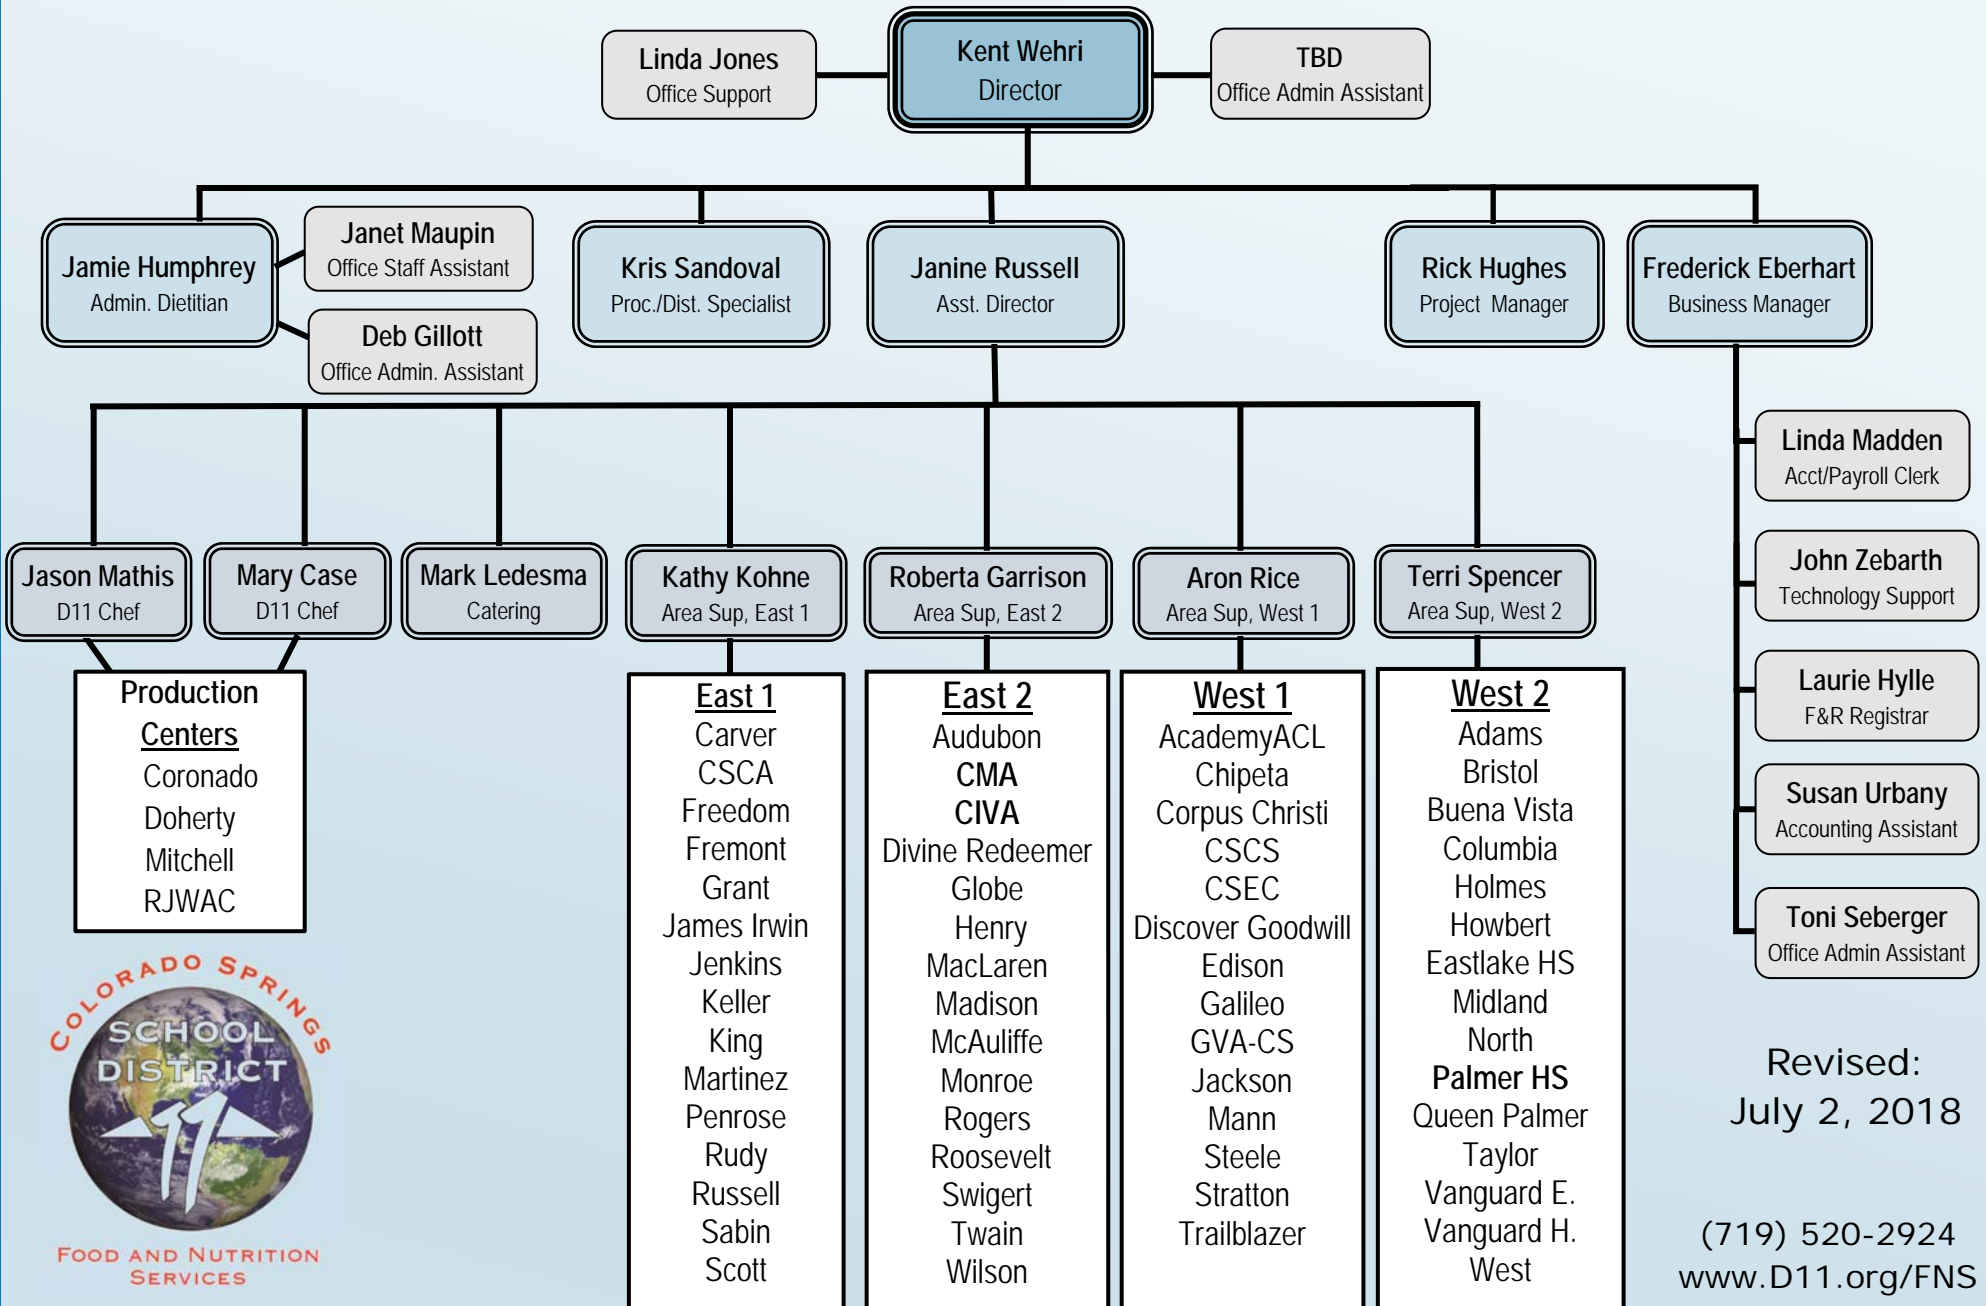 Linda Jones
Office Support
Kent Wehri
Director
TBD
Office Admin Assistant
Jamie Humphrey
Admin. Dietitian
Janet Maupin
Office Staff Assistant
Deb Gillott
Office Admin. Assistant
Kris Sandoval
Proc./Dist. Specialist
Janine Russell
Asst. Director
Rick Hughes
Project Manager
Frederick Eberhart
Business Manager
Linda Madden
Acct/Payroll Clerk
John Zebarth
Technology Support
Laurie Hylle
F&R Registrar
Susan Urbany
Accounting Assistant
Toni Seberger
Office Admin Assistant
Jason Mathis
D11 Chef
Mary Case
D11 Chef
Mark Ledesma
Catering
Kathy Kohne
Area Sup, East 1
Roberta Garrison
Area Sup, East 2
Aron Rice
Area Sup, West 1
Terri Spencer
Area Sup, West 2
Production
Centers
Coronado
Doherty
Mitchell
RJWAC
East 1
Carver
CSCA
Freedom
Fremont
Grant
James Irwin
Jenkins
Keller
King
Martinez
Penrose
Rudy
Russell
Sabin
Scott
East 2
Audubon
CMA
CIVA
Divine Redeemer
Globe
Henry
MacLaren
Madison
McAuliffe
Monroe
Rogers
Roosevelt
Swigert
Twain
Wilson
West 1
AcademyACL
Chipeta
Corpus Christi
CSCS
CSEC
Discover Goodwill
Edison
Galileo
GVA-CS
Jackson
Mann
Steele
Stratton
Trailblazer
West 2
Adams
Bristol
Buena Vista
Columbia
Holmes
Howbert
Eastlake HS
Midland
North
Palmer HS
Queen Palmer
Taylor
Vanguard E.
Vanguard H.
West
COLORADO SPRINGS
SCHOOL
DISTRICT
11
FOOD AND NUTRITION
SERVICES
Revised:
July 2, 2018
(719) 520-2924
www.D11.org/FNS